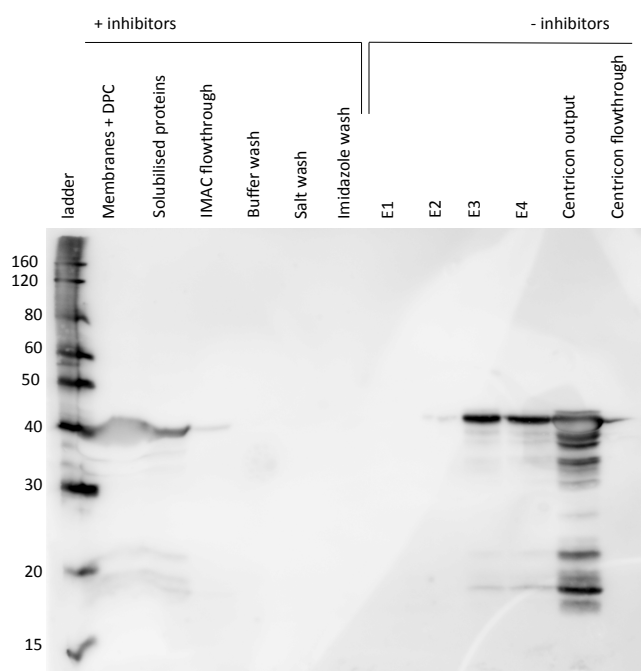 + inhibitors
- inhibitors
ladder
Membranes + DPC
Solubilised proteins
IMAC flowthrough
Buffer wash
Salt wash
Imidazole wash
E1
E2
E3
E4
Centricon output
Centricon flowthrough
160
120
80
60
50
40
30
20
15